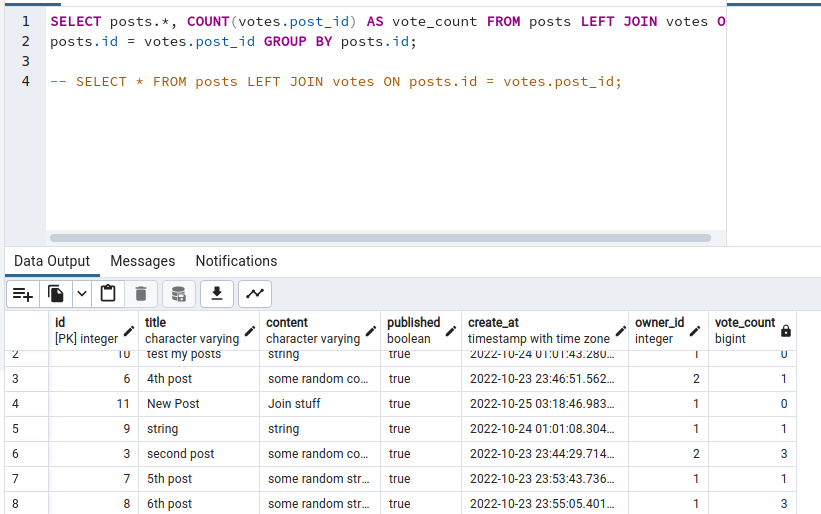 1 SELECT posts.*, COUNT(votes.post_id) AS vote_count FROM posts LEFT JOIN votes O
2 posts.id = votes.post_id GROUP BY posts.id;
3
4 -- SELECT * FROM posts LEFT JOIN votes ON posts.id = votes.post_id;
Data Output Messages Notifications
id title content published create_at owner_id vote_count
[PK] integer character varying character varying boolean timestamp with time zone integer bigint
2 10 test my posts string true 2022-10-24 01:01:43.280... 1 0
3 6 4th post some random co... true 2022-10-23 23:46:51.562... 2 1
4 11 New Post Join stuff true 2022-10-25 03:18:46.983... 1 0
5 9 string string true 2022-10-24 01:01:08.304... 1 1
6 3 second post some random co... true 2022-10-23 23:44:29.714... 2 3
7 7 5th post some random str... true 2022-10-23 23:53:43.736... 1 1
8 8 6th post some random str... true 2022-10-23 23:55:05.401... 1 3